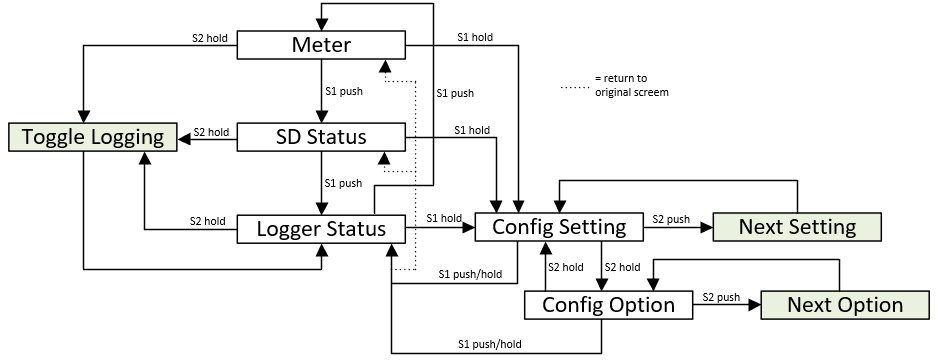 S2 hold
Meter
S1 hold
S1 push
S1 push
= return to
original screem
Toggle Logging
S2 hold
SD Status
S1 hold
S1 push
S2 hold
Logger Status
S1 hold
Config Setting
S2 push
Next Setting
S1 push/hold
S2 hold
S2 hold
Config Option
S2 push
Next Option
S1 push/hold